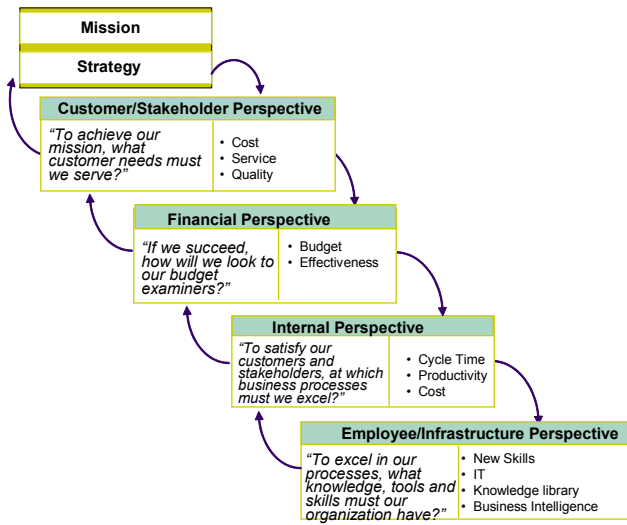 Mission
Strategy
Customer/Stakeholder Perspective
“To achieve our
mission, what
customer needs must
we serve?”
• Cost
• Service
• Quality
Financial Perspective
“If we succeed,
how will we look to
our budget
examiners?”
• Budget
• Effectiveness
Internal Perspective
“To satisfy our
customers and
stakeholders, at which
business processes
must we excel?”
• Cycle Time
• Productivity
• Cost
Employee/Infrastructure Perspective
“To excel in our
processes, what
knowledge, tools and
skills must our
organization have?”
• New Skills
• IT
• Knowledge library
• Business Intelligence